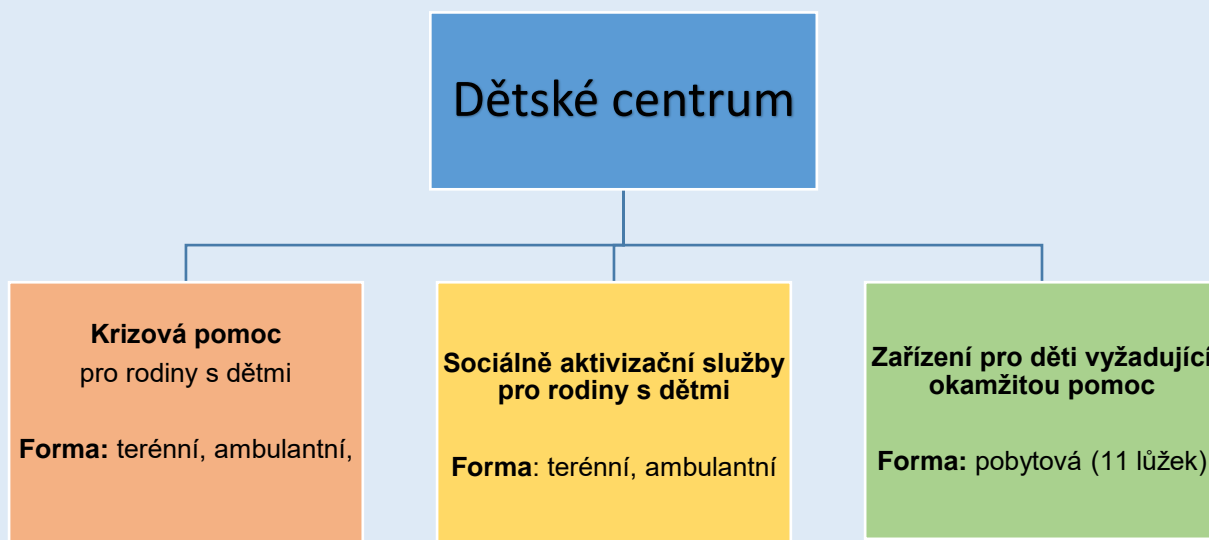 Dětské centrum
Krizová pomoc
pro rodiny s dětmi
Forma: terénní, ambulantní,
Sociálně aktivizační služby
pro rodiny s dětmi
Forma: terénní, ambulantní
Zařízení pro děti vyžadující
okamžitou pomoc
Forma: pobytová (11 lůžek)